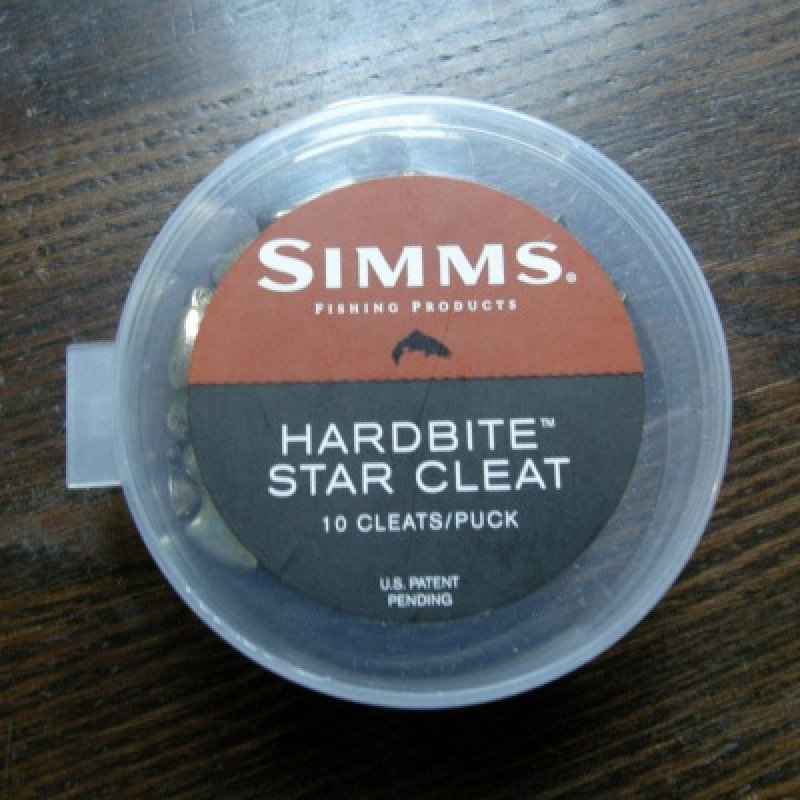 SIMMS®
FISHING PRODUCTS
HARDBITE™
STAR CLEAT
10 CLEATS/PUCK
U.S. PATENT
PENDING